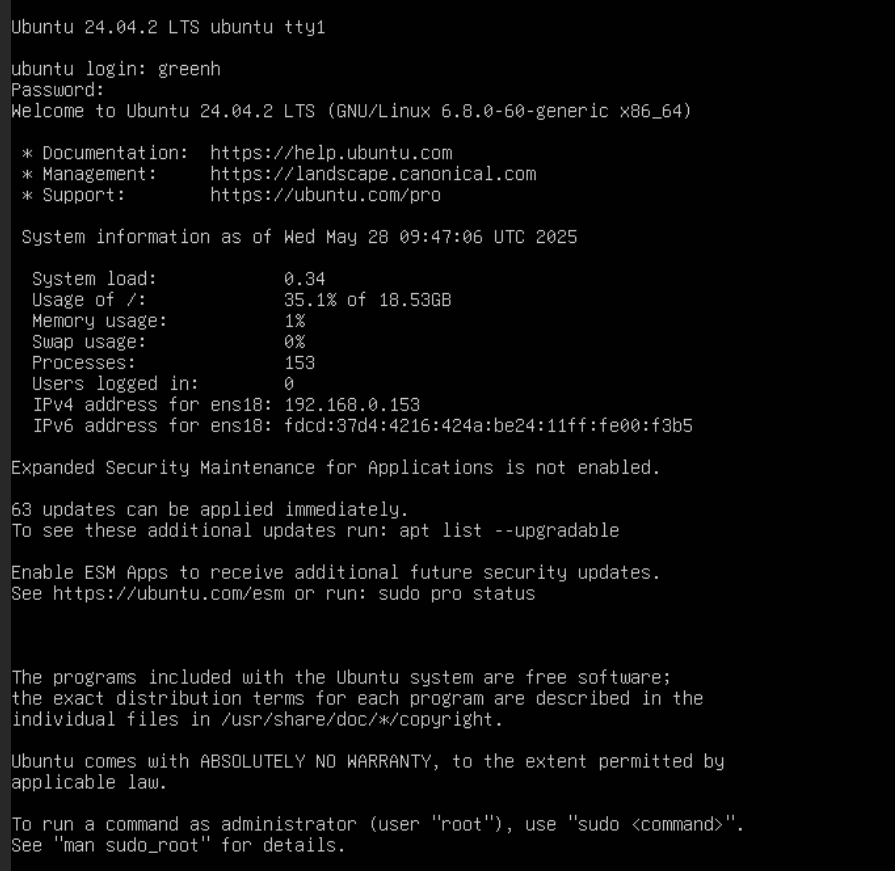 Ubuntu 24.04.2 LTS ubuntu tty1
ubuntu login: greenh
Password:
Welcome to Ubuntu 24.04.2 LTS (GNU/Linux 6.8.0-60-generic x86_64)
* Documentation:  https://help.ubuntu.com
* Management:     https://landscape.canonical.com
* Support:        https://ubuntu.com/pro
System information as of Wed May 28 09:47:06 UTC 2025
System load:             0.34
Usage of /:              35.1% of 18.53GB
Memory usage:            1%
Swap usage:              0%
Processes:               153
Users logged in:         0
IPv4 address for ens18: 192.168.0.153
IPv6 address for ens18: fdcd:37d4:4216:424a:be24:11ff:fe00:f3b5
Expanded Security Maintenance for Applications is not enabled.
63 updates can be applied immediately.
To see these additional updates run: apt list --upgradable
Enable ESM Apps to receive additional future security updates.
See https://ubuntu.com/esm or run: sudo pro status
The programs included with the Ubuntu system are free software;
the exact distribution terms for each program are described in the
individual files in /usr/share/doc/*/copyright.
Ubuntu comes with ABSOLUTELY NO WARRANTY, to the extent permitted by
applicable law.
To run a command as administrator (user "root"), use "sudo <command>".
See "man sudo_root" for details.